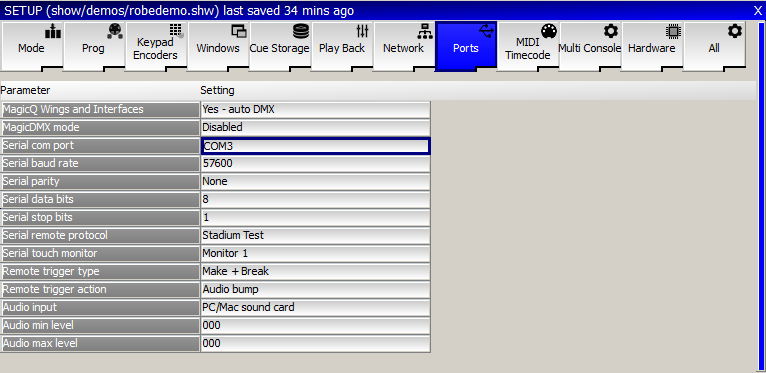 SETUP (show/demos/robedemo.shw) last saved 34 mins ago X
Mode Prog Keypad Encoders Windows Cue Storage Play Back Network Ports MIDI Timecode Multi Console Hardware All
Parameter Setting
MagicQ Wings and Interfaces Yes - auto DMX
MagicDMX mode Disabled
Serial com port COM3
Serial baud rate 57600
Serial parity None
Serial data bits 8
Serial stop bits 1
Serial remote protocol Stadium Test
Serial touch monitor Monitor 1
Remote trigger type Make + Break
Remote trigger action Audio bump
Audio input PC/Mac sound card
Audio min level 000
Audio max level 000